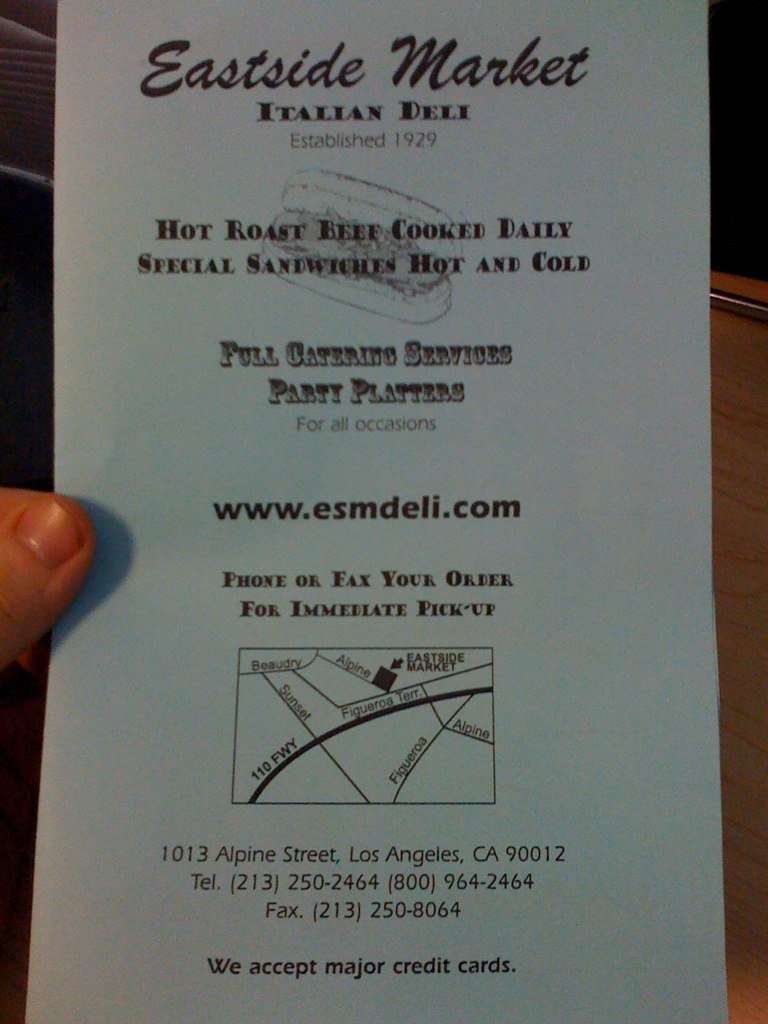 Eastside Market
ITALIAN DELI
Established 1929
HOT ROAST BEEF COOKED DAILY
SPECIAL SANDWICHES HOT AND COLD
FULL CATERING SERVICES
PARTY PLATTERS
For all occasions
www.esmdeli.com
PHONE OR FAX YOUR ORDER
FOR IMMEDIATE PICK-UP
Beaudry
Alpine
EASTSIDE
MARKET
Sunset
Figueroa Terr.
110 FWY
Figueroa
Alpine
1013 Alpine Street, Los Angeles, CA 90012
Tel. (213) 250-2464 (800) 964-2464
Fax. (213) 250-8064
We accept major credit cards.